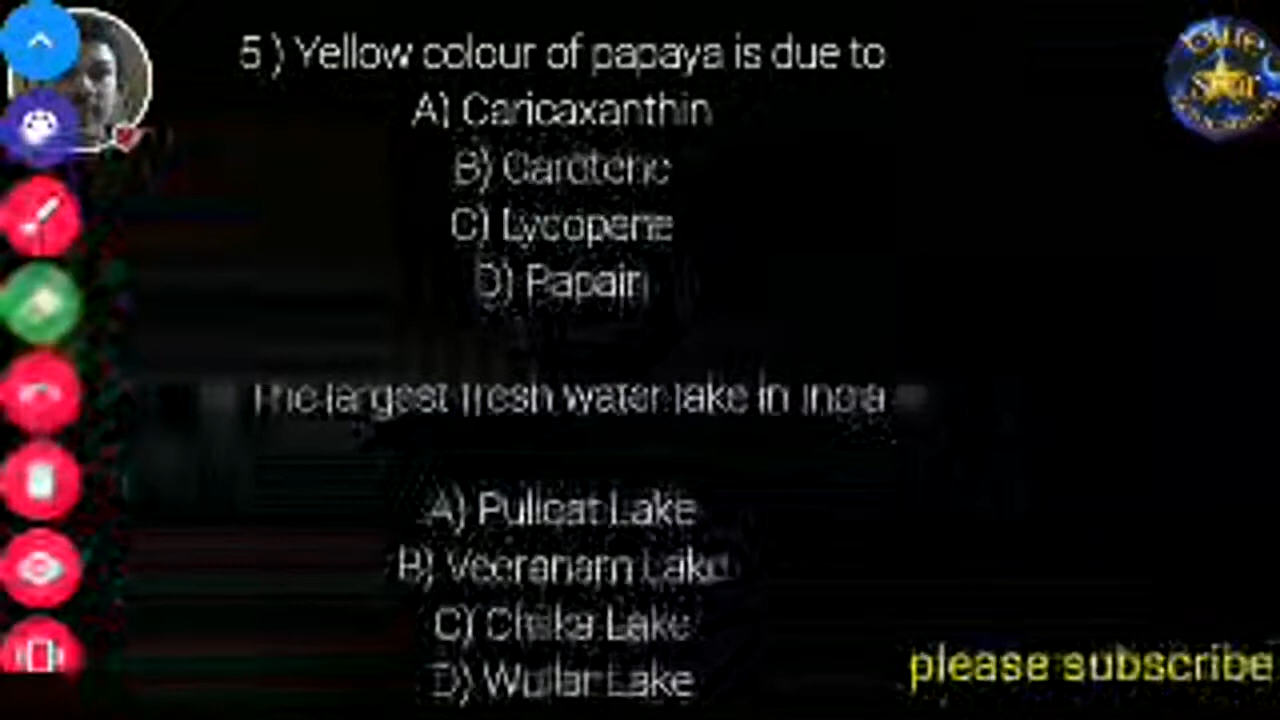 5 ) Yellow colour of papaya is due to
A) Caricaxanthin
B) Carotene
C) Lycopene
D) Papain
The largest fresh water lake in India
A) Pulicat Lake
B) Veeranam Lake
C) Chilka Lake
D) Wullar Lake
please subscribe